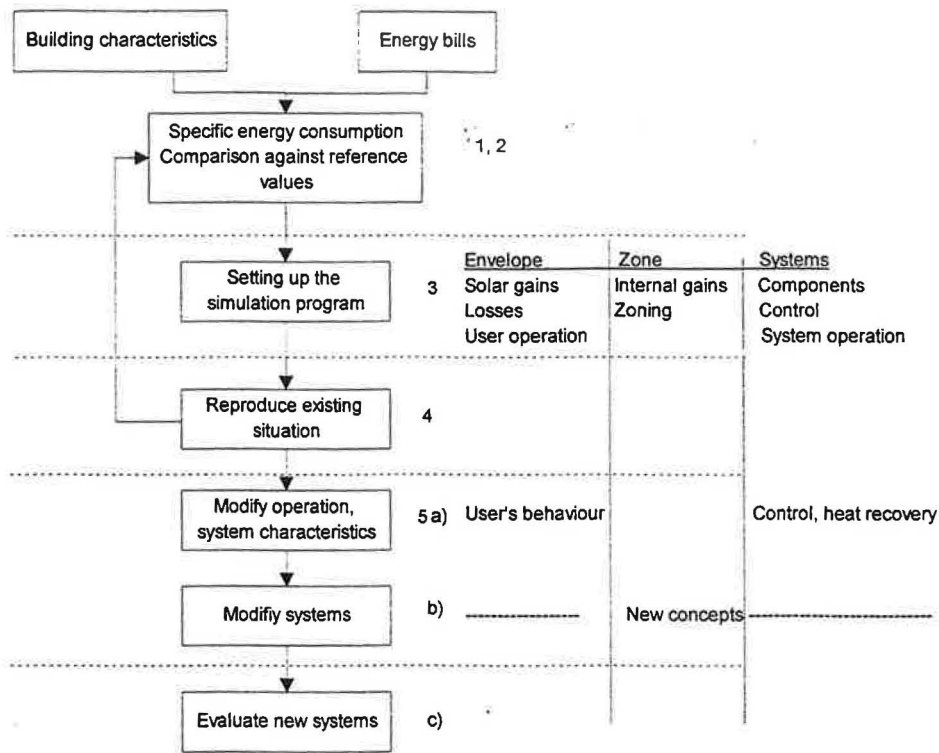 Building characteristics
Energy bills
Specific energy consumption
Comparison against reference
values
1, 2
Setting up the
simulation program
3
Envelope
Zone
Systems
Solar gains
Internal gains
Components
Losses
Zoning
Control
User operation
System operation
Reproduce existing
situation
4
Modify operation,
system characteristics
5 a)
User's behaviour
Control, heat recovery
Modifiy systems
b)
New concepts
Evaluate new systems
c)